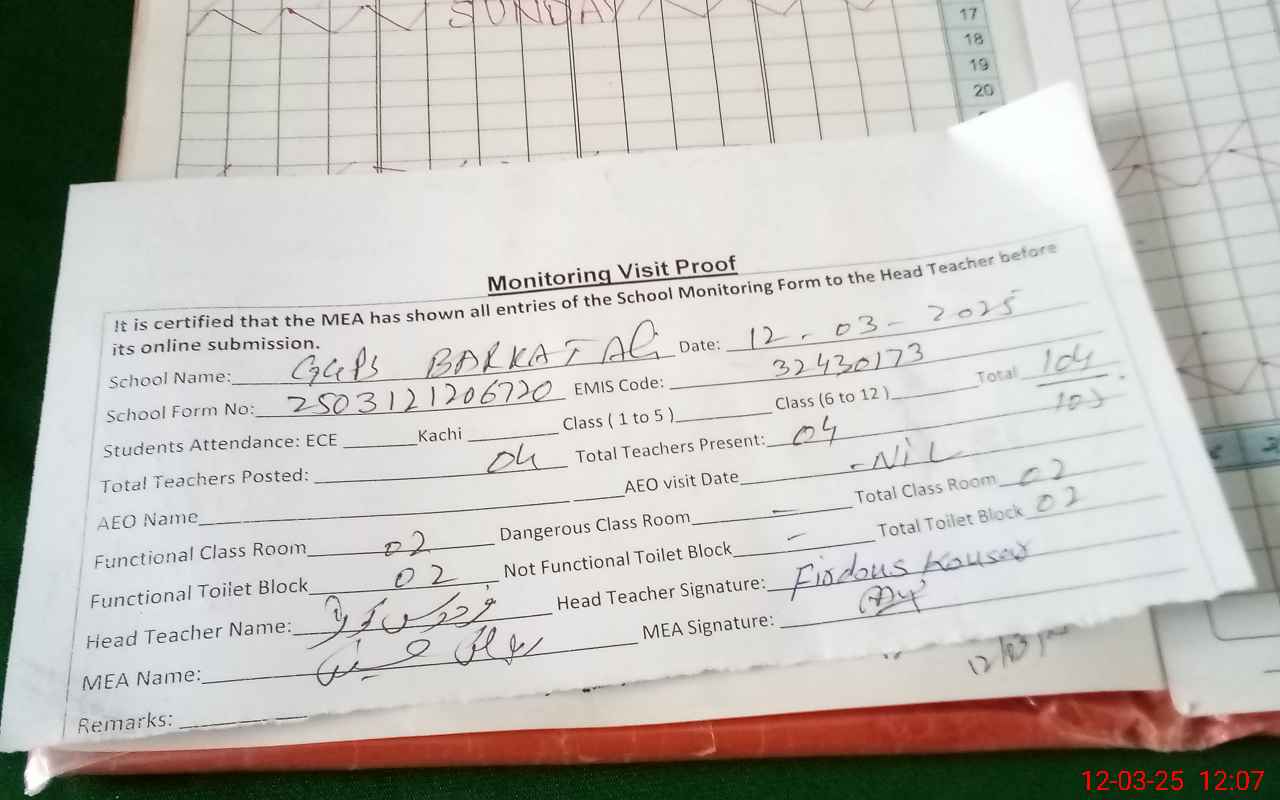 SUNDAY
17
18
19
20
Monitoring Visit Proof
It is certified that the MEA has shown all entries of the School Monitoring Form to the Head Teacher before
its online submission.
School Name: GGPS BARKAT ALi Date: 12-03-2025
School Form No: 2503121206720 EMIS Code: 32430173
Students Attendance: ECE Kachi Class ( 1 to 5 ) Class (6 to 12 ) Total 104
105
Total Teachers Posted: 04 Total Teachers Present: 04
AEO Name AEO visit Date -NiL
Functional Class Room 02 Dangerous Class Room - Total Class Room 02
Functional Toilet Block 02 Not Functional Toilet Block - Total Toilet Block 02
Head Teacher Name: فردوس کوثر Head Teacher Signature: Firdous Kousar
MEA Name: MEA Signature:
Remarks:
12-03-25 12:07